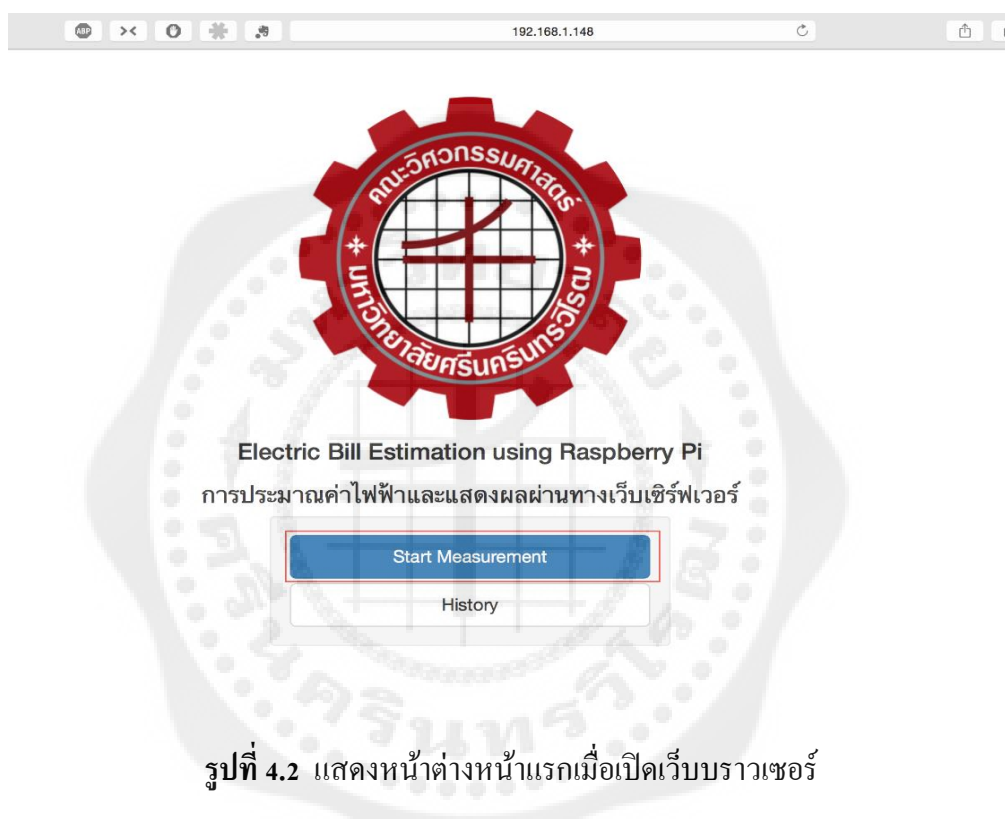 ABP
192.168.1.148
คณะวิศวกรรมศาสตร์
มหาวิทยาลัยศรีนครินทรวิโรฒ
Electric Bill Estimation using Raspberry Pi
การประมาณค่าไฟฟ้าและแสดงผลผ่านทางเว็บเซิร์ฟเวอร์
Start Measurement
History
รูปที่ 4.2 แสดงหน้าต่างหน้าแรกเมื่อเปิดเว็บบราวเซอร์